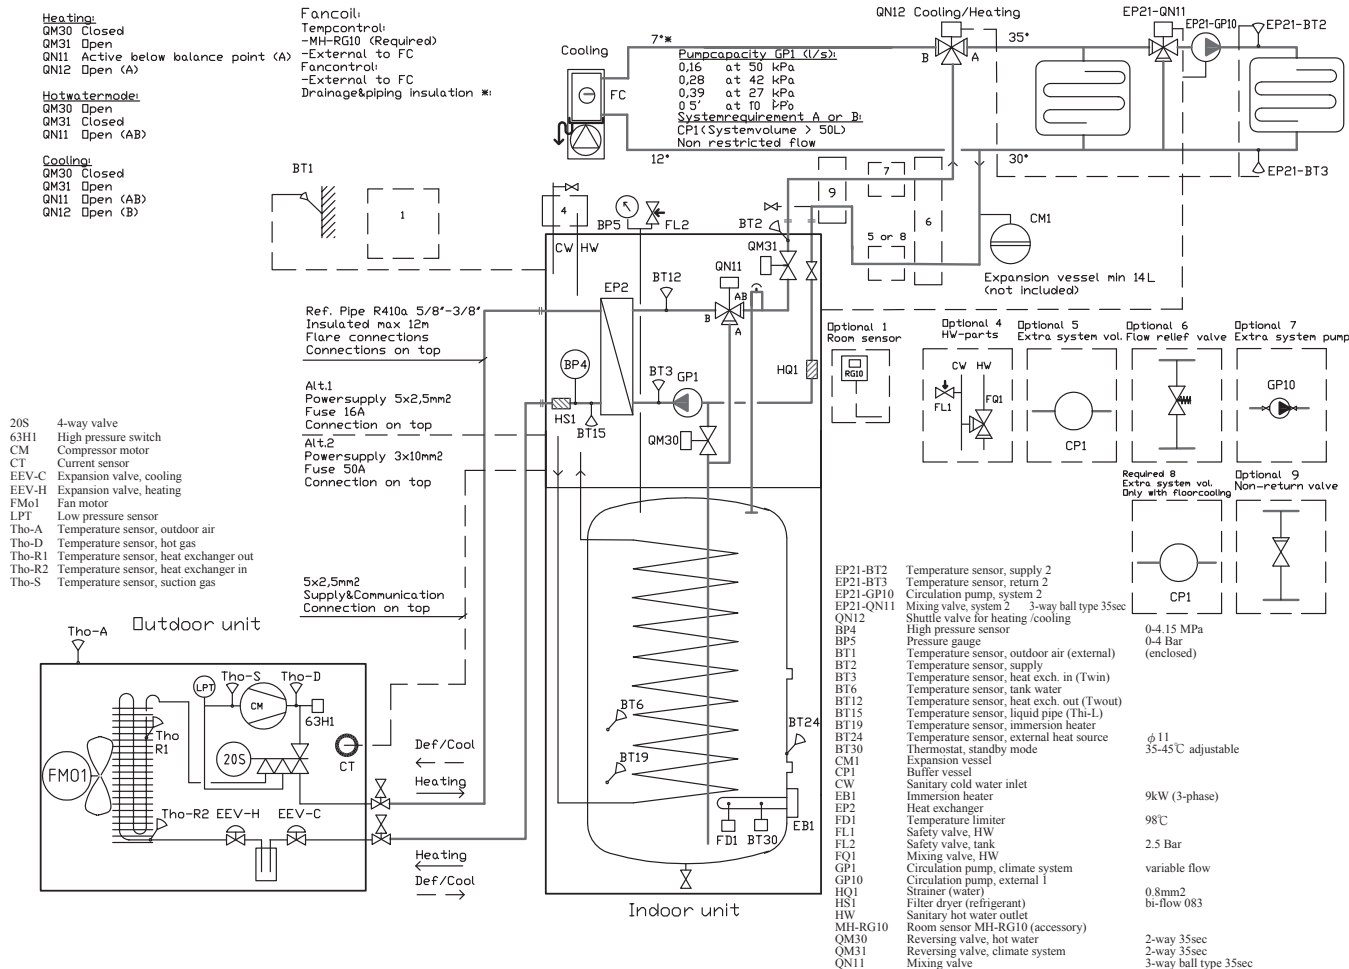 Heating:
QM30 Closed
QM31 Open
QN11 Active below balance point (A)
QN12 Open (A)
Hotwatermode:
QM30 Open
QM31 Closed
QN11 Open (AB)
Cooling:
QM30 Closed
QM31 Open
QN11 Open (AB)
QN12 Open (B)
Fancoil:
Tempcontrol:
-MH-RG10 (Required)
-External to FC
Fancontrol:
-External to FC
Drainage&piping insulation *:
Cooling
FC
7°*
12°
Pumpcapacity GP1 (l/s):
0,16 at 50 kPa
0,28 at 42 kPa
0,39 at 27 kPa
at 10 kPa
Systemrequirement A or B:
CP1(Systemvolume > 50L)
Non restricted flow
QN12 Cooling/Heating
B
A
35°
30°
EP21-QN11
EP21-GP10
EP21-BT2
EP21-BT3
BT1
1
4
CW HW
BP5
FL2
BT2
QM31
9
7
5 or 8
6
CM1
Expansion vessel min 14L
(not included)
BT12
QN11
AB
B
A
EP2
Ref. Pipe R410a 5/8"-3/8"
Insulated max 12m
Flare connections
Connections on top
BP4
BT3
GP1
HQ1
HS1
BT15
QM30
Alt.1
Powersupply 5x2,5mm2
Fuse 16A
Connection on top
Alt.2
Powersupply 3x10mm2
Fuse 50A
Connection on top
5x2,5mm2
Supply&Communication
Connection on top
Optional 1
Room sensor
RG10
Optional 4
HW-parts
CW HW
FL1
FQ1
Optional 5
Extra system vol.
CP1
Optional 6
Flow relief valve
Optional 7
Extra system pump
GP10
Required 8
Extra system vol.
Only with floorcooling
CP1
Optional 9
Non-return valve
20S 4-way valve
63H1 High pressure switch
CM Compressor motor
CT Current sensor
EEV-C Expansion valve, cooling
EEV-H Expansion valve, heating
FMo1 Fan motor
LPT Low pressure sensor
Tho-A Temperature sensor, outdoor air
Tho-D Temperature sensor, hot gas
Tho-R1 Temperature sensor, heat exchanger out
Tho-R2 Temperature sensor, heat exchanger in
Tho-S Temperature sensor, suction gas
Outdoor unit
Tho-A
LPT
Tho-S
Tho-D
CM
63H1
Tho
R1
20S
FMO1
CT
Tho-R2
EEV-H
EEV-C
Def/Cool
Heating
Heating
Def/Cool
BT6
BT19
BT24
FD1
BT30
EB1
Indoor unit
EP21-BT2 Temperature sensor, supply 2
EP21-BT3 Temperature sensor, return 2
EP21-GP10 Circulation pump, system 2
EP21-QN11 Mixing valve, system 2 3-way ball type 35sec
QN12 Shuttle valve for heating /cooling
BP4 High pressure sensor 0-4.15 MPa
BP5 Pressure gauge 0-4 Bar
BT1 Temperature sensor, outdoor air (external) (enclosed)
BT2 Temperature sensor, supply
BT3 Temperature sensor, heat exch. in (Twin)
BT6 Temperature sensor, tank water
BT12 Temperature sensor, heat exch. out (Twout)
BT15 Temperature sensor, liquid pipe (Thi-L)
BT19 Temperature sensor, immersion heater
BT24 Temperature sensor, external heat source ϕ 11
BT30 Thermostat, standby mode 35-45℃ adjustable
CM1 Expansion vessel
CP1 Buffer vessel
CW Sanitary cold water inlet
EB1 Immersion heater 9kW (3-phase)
EP2 Heat exchanger
FD1 Temperature limiter 98℃
FL1 Safety valve, HW
FL2 Safety valve, tank 2.5 Bar
FQ1 Mixing valve, HW
GP1 Circulation pump, climate system variable flow
GP10 Circulation pump, external 1
HQ1 Strainer (water) 0.8mm2
HS1 Filter dryer (refrigerant) bi-flow 083
HW Sanitary hot water outlet
MH-RG10 Room sensor MH-RG10 (accessory)
QM30 Reversing valve, hot water 2-way 35sec
QM31 Reversing valve, climate system 2-way 35sec
QN11 Mixing valve 3-way ball type 35sec